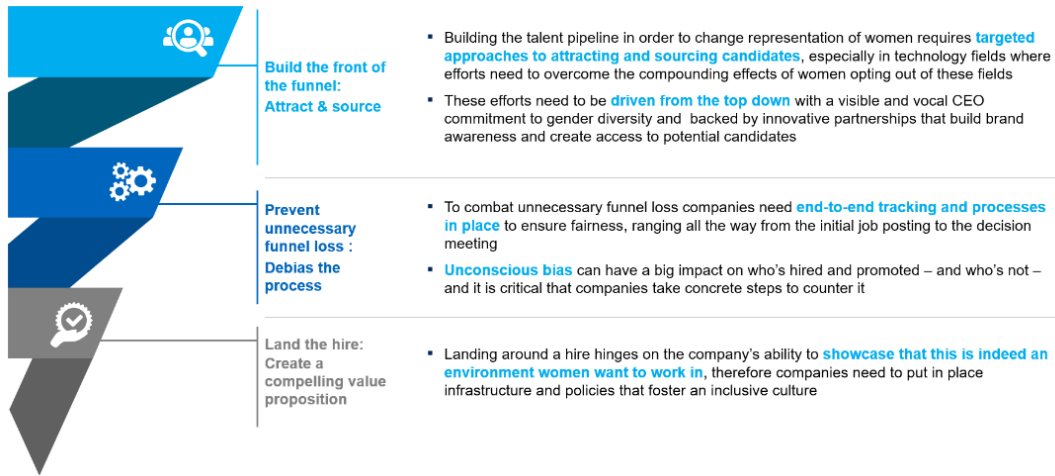 Build the front of
the funnel:
Attract & source
▪ Building the talent pipeline in order to change representation of women requires targeted
approaches to attracting and sourcing candidates, especially in technology fields where
efforts need to overcome the compounding effects of women opting out of these fields
▪ These efforts need to be driven from the top down with a visible and vocal CEO
commitment to gender diversity and backed by innovative partnerships that build brand
awareness and create access to potential candidates
Prevent
unnecessary
funnel loss :
Debias the
process
▪ To combat unnecessary funnel loss companies need end-to-end tracking and processes
in place to ensure fairness, ranging all the way from the initial job posting to the decision
meeting
▪ Unconscious bias can have a big impact on who's hired and promoted – and who's not –
and it is critical that companies take concrete steps to counter it
Land the hire:
Create a
compelling value
proposition
▪ Landing around a hire hinges on the company's ability to showcase that this is indeed an
environment women want to work in, therefore companies need to put in place
infrastructure and policies that foster an inclusive culture